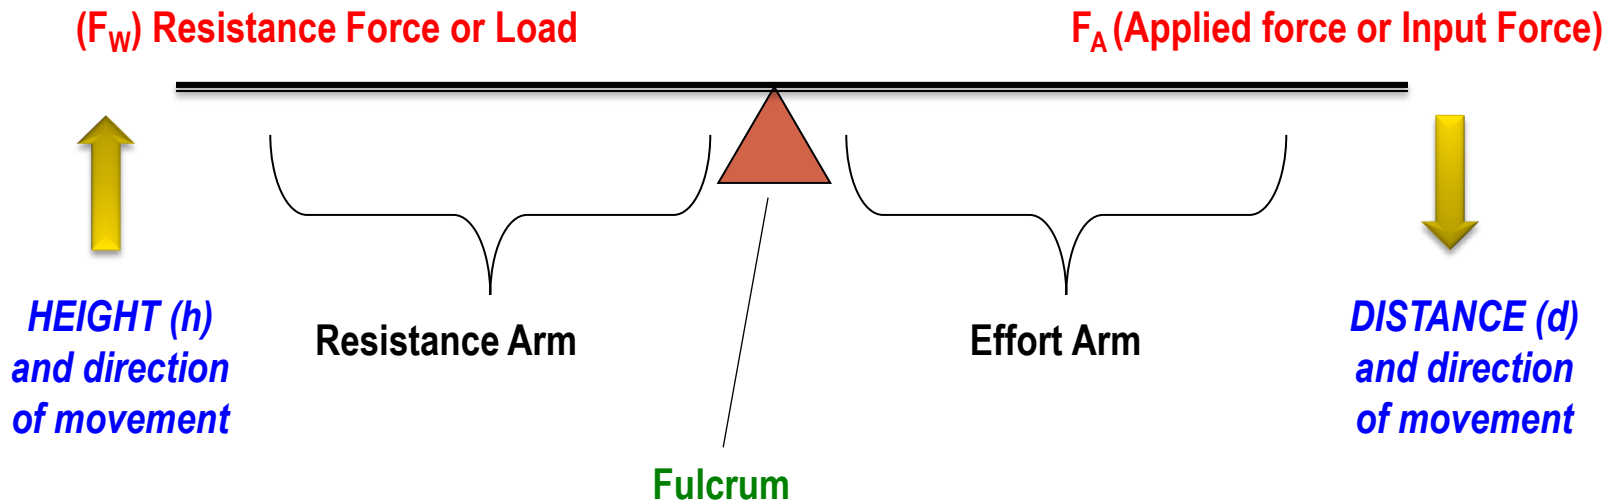 (FW) Resistance Force or Load
FA (Applied force or Input Force)
HEIGHT (h)
and direction
of movement
Resistance Arm
Effort Arm
DISTANCE (d)
and direction
of movement
Fulcrum